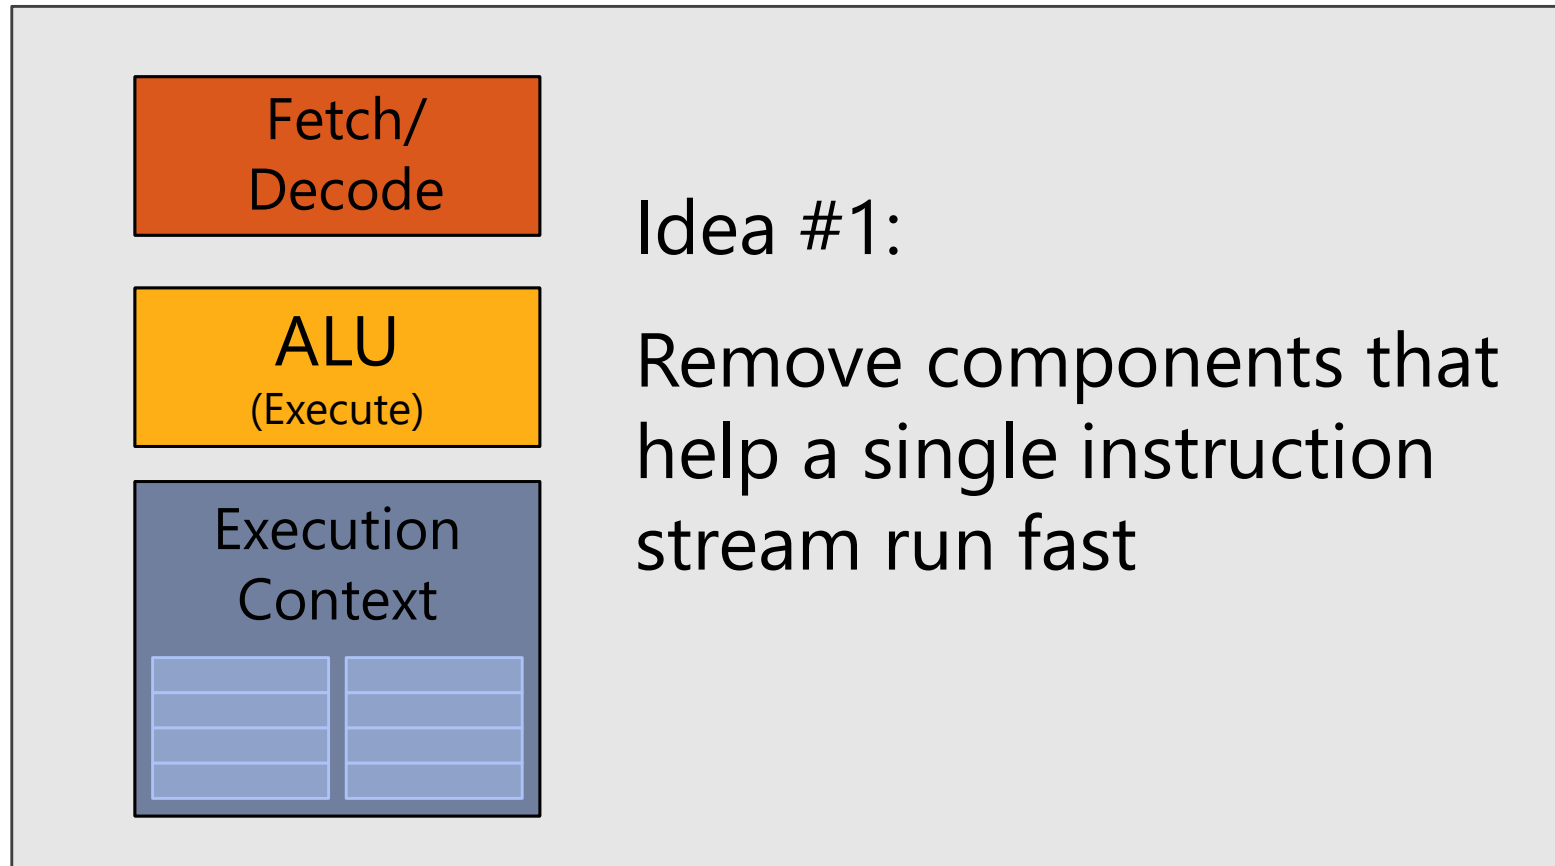 Fetch/
Decode
ALU
(Execute)
Execution
Context
Idea #1:
Remove components that
help a single instruction
stream run fast